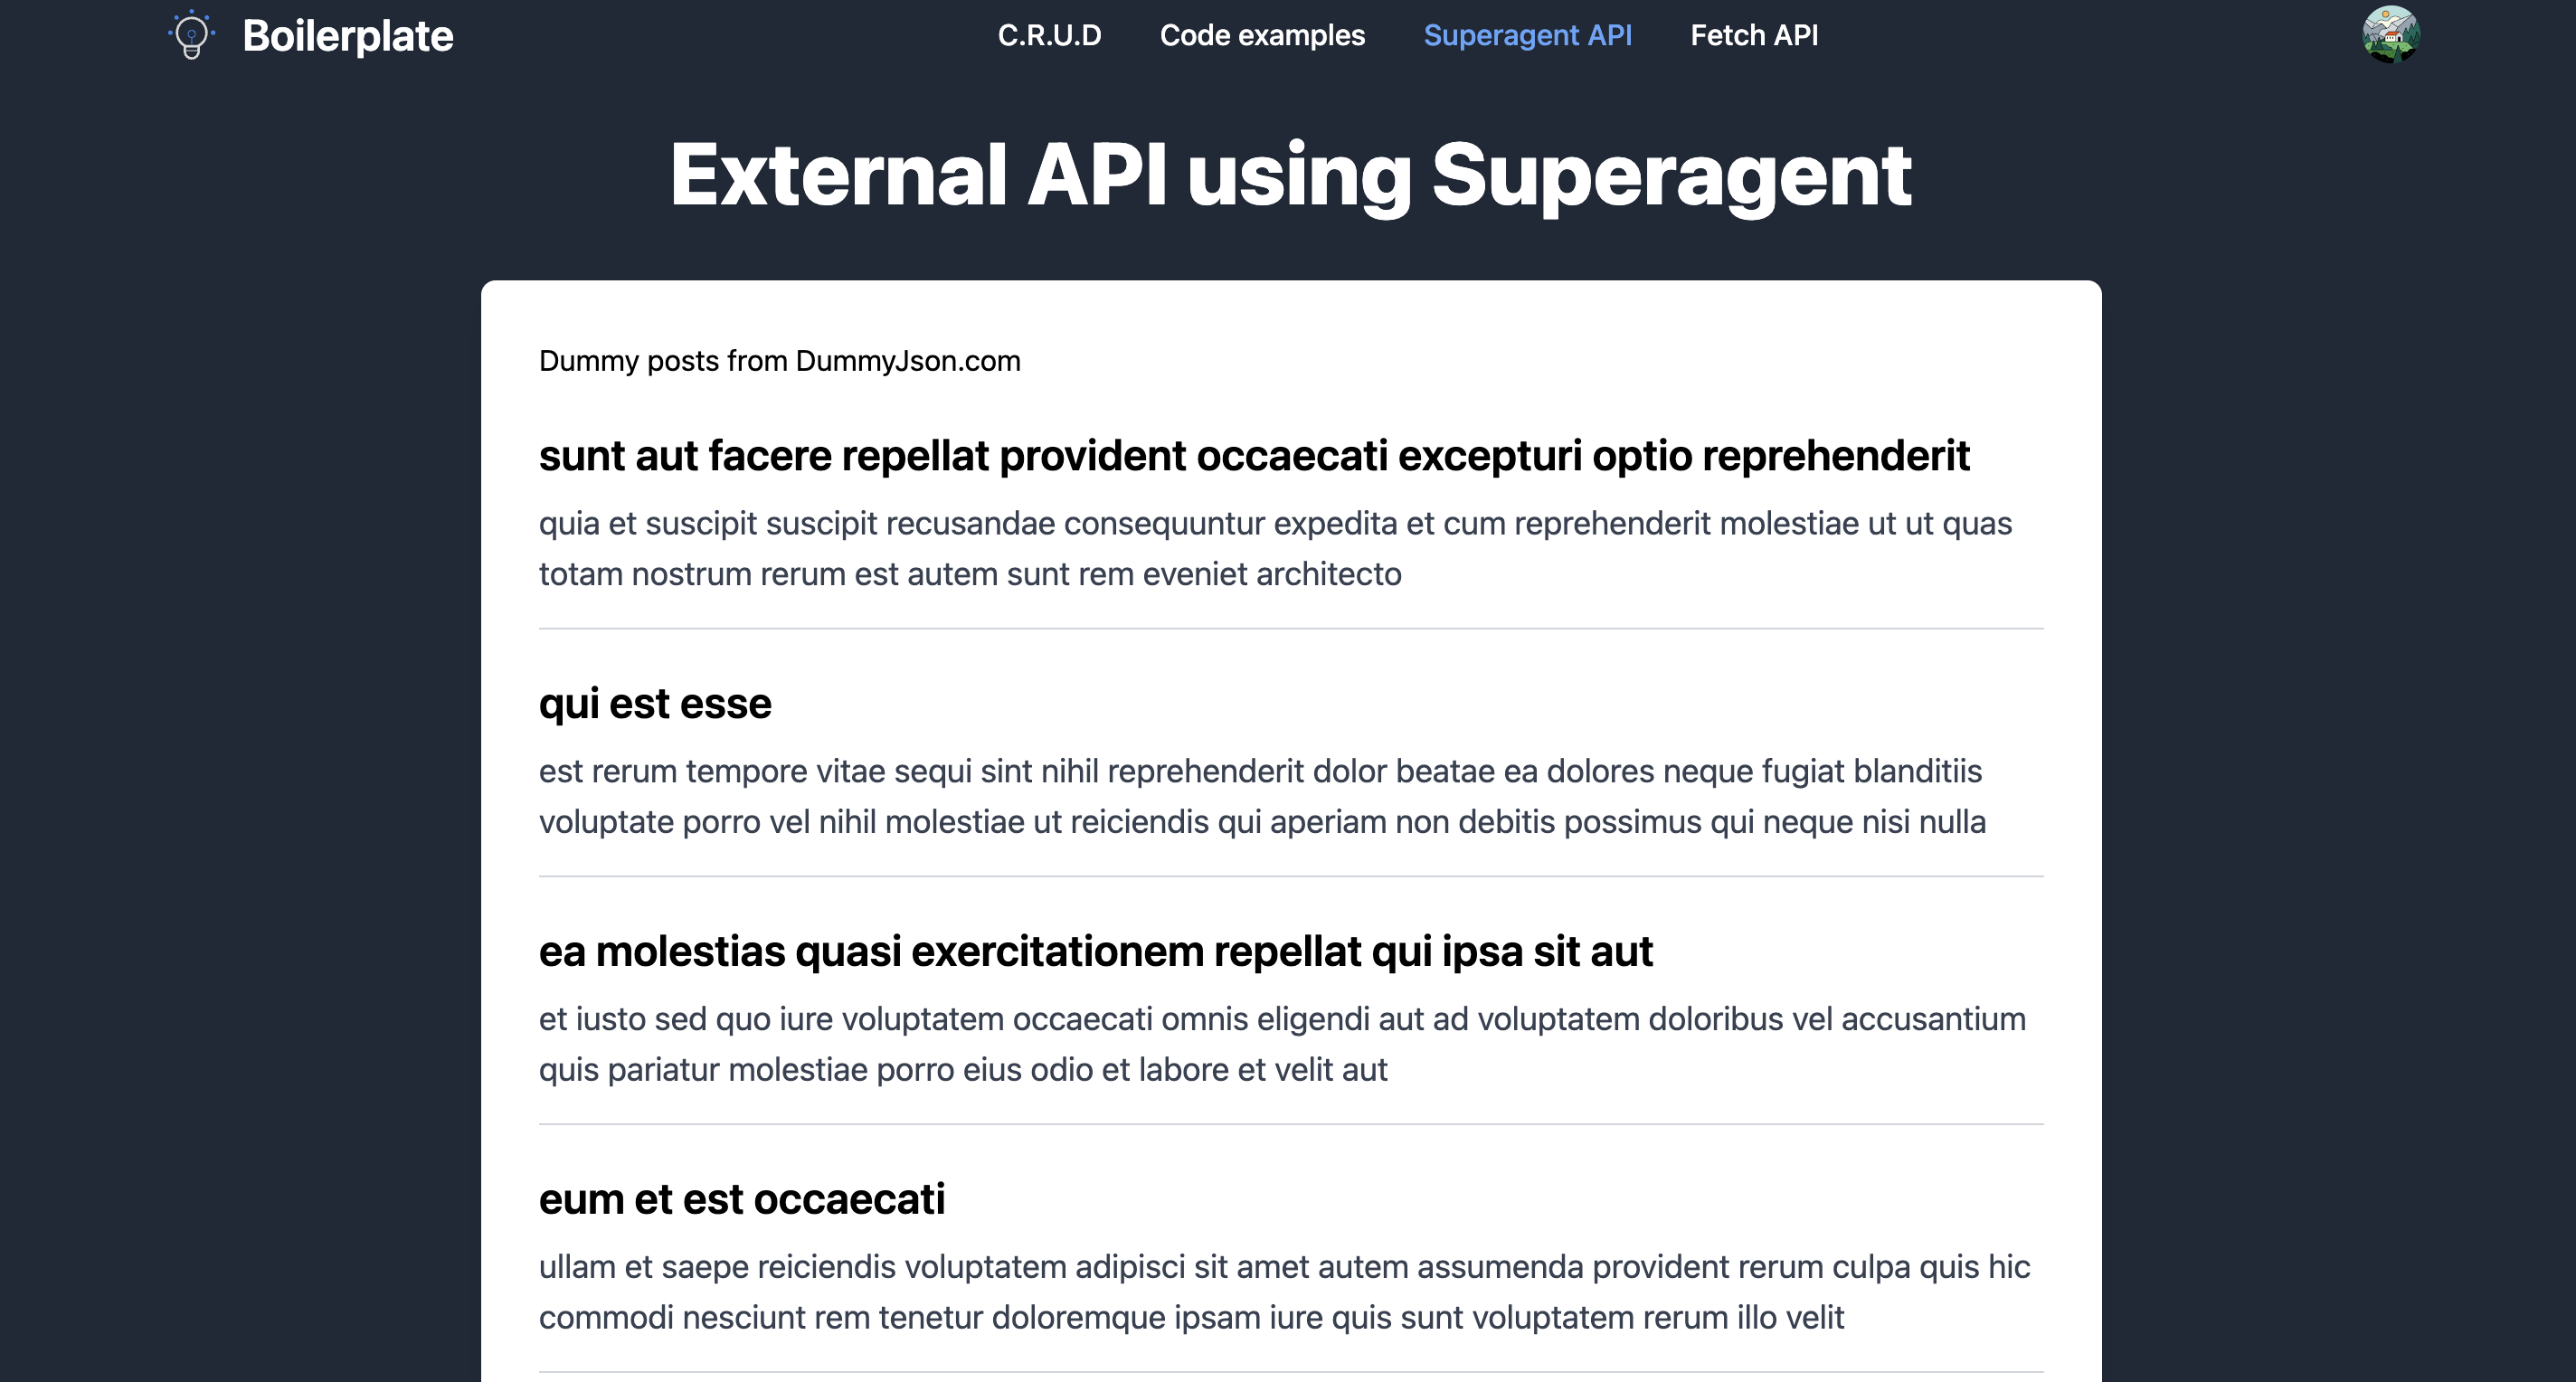 Boilerplate
C.R.U.D
Code examples
Superagent API
Fetch API
External API using Superagent
Dummy posts from DummyJson.com
sunt aut facere repellat provident occaecati excepturi optio reprehenderit
quia et suscipit suscipit recusandae consequuntur expedita et cum reprehenderit molestiae ut ut quas
totam nostrum rerum est autem sunt rem eveniet architecto
qui est esse
est rerum tempore vitae sequi sint nihil reprehenderit dolor beatae ea dolores neque fugiat blanditiis
voluptate porro vel nihil molestiae ut reiciendis qui aperiam non debitis possimus qui neque nisi nulla
ea molestias quasi exercitationem repellat qui ipsa sit aut
et iusto sed quo iure voluptatem occaecati omnis eligendi aut ad voluptatem doloribus vel accusantium
quis pariatur molestiae porro eius odio et labore et velit aut
eum et est occaecati
ullam et saepe reiciendis voluptatem adipisci sit amet autem assumenda provident rerum culpa quis hic
commodi nesciunt rem tenetur doloremque ipsam iure quis sunt voluptatem rerum illo velit